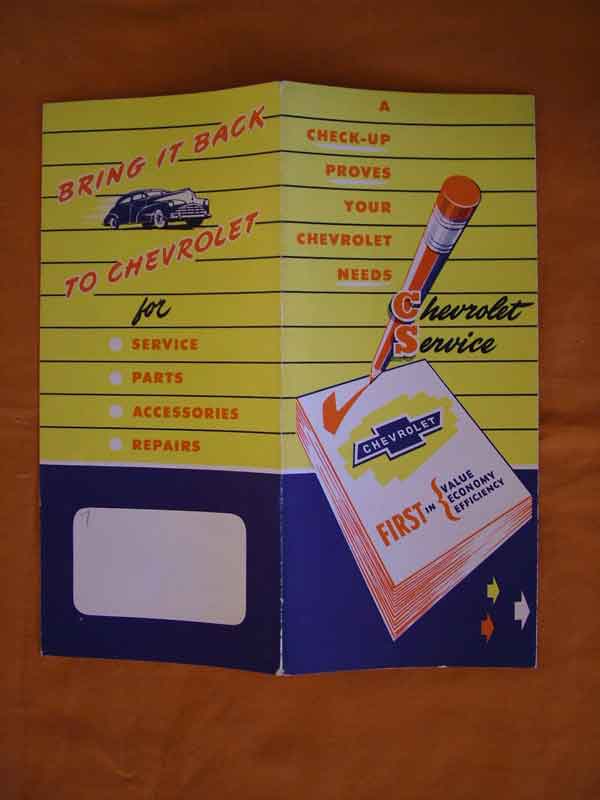 BRING IT BACK
TO CHEVROLET
for
SERVICE
PARTS
ACCESSORIES
REPAIRS
A
CHECK-UP
PROVES
YOUR
CHEVROLET
NEEDS
Chevrolet
Service
CHEVROLET
FIRST IN { VALUE
ECONOMY
EFFICIENCY